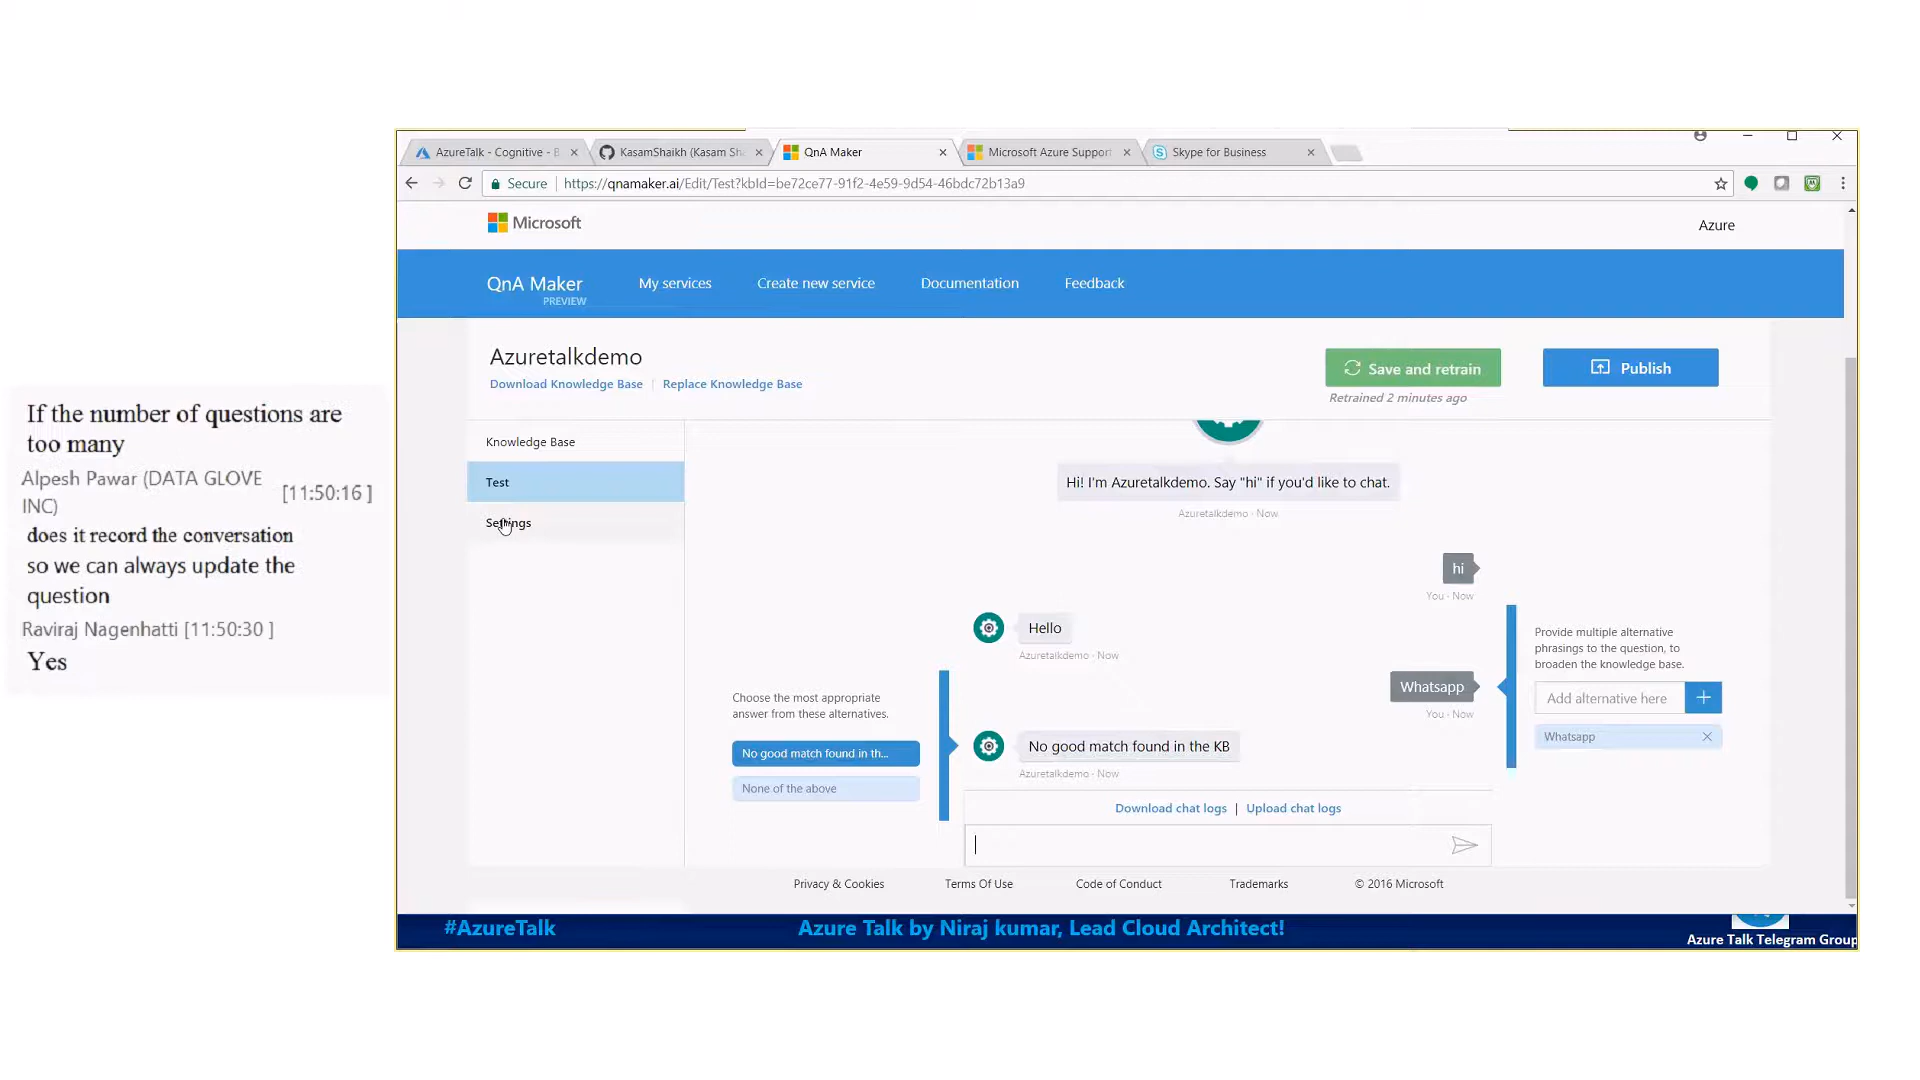 If the number of questions are
too many
Alpesh Pawar (DATA GLOVE
INC)
[11:50:16 ]
does it record the conversation
so we can always update the
question
Raviraj Nagenhatti [11:50:30 ]
Yes
AzureTalk - Cognitive - B
KasamShaikh (Kasam Sha
QnA Maker
Microsoft Azure Support
Skype for Business
Secure
https://qnamaker.ai/Edit/Test?kbId=be72ce77-91f2-4e59-9d54-46bdc72b13a9
Microsoft
Azure
QnA Maker
PREVIEW
My services
Create new service
Documentation
Feedback
Azuretalkdemo
Download Knowledge Base | Replace Knowledge Base
Save and retrain
Retrained 2 minutes ago
Publish
Knowledge Base
Test
Settings
Hi! I'm Azuretalkdemo. Say "hi" if you'd like to chat.
Azuretalkdemo - Now
hi
You - Now
Hello
Azuretalkdemo - Now
Whatsapp
You - Now
Provide multiple alternative
phrasings to the question, to
broaden the knowledge base.
Add alternative here
Whatsapp
Choose the most appropriate
answer from these alternatives.
No good match found in th...
None of the above
No good match found in the KB
Azuretalkdemo - Now
Download chat logs | Upload chat logs
Privacy & Cookies
Terms Of Use
Code of Conduct
Trademarks
© 2016 Microsoft
#AzureTalk
Azure Talk by Niraj kumar, Lead Cloud Architect!
Azure Talk Telegram Group